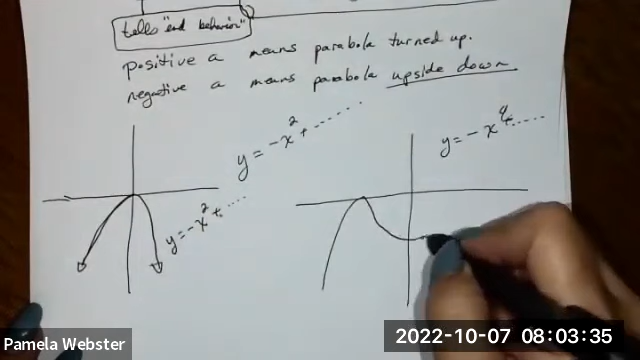 tells "end behavior"
positive a means parabola turned up.
negative a means parabola upside down
y = -x² + ......
y = -x⁴ + .....
y = -x² + ....
Pamela Webster
2022-10-07 08:03:35